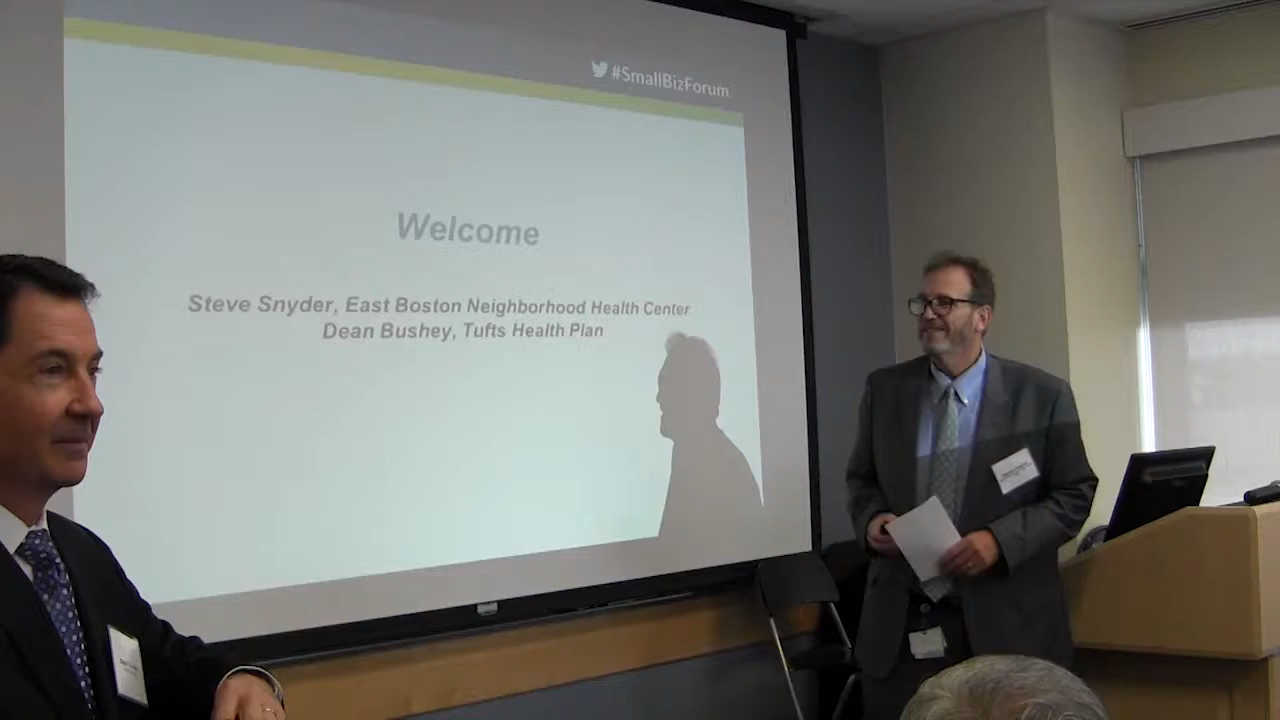 #SmallBizForum
Welcome
Steve Snyder, East Boston Neighborhood Health Center
Dean Bushey, Tufts Health Plan